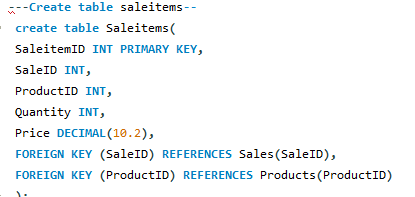 ---Create table saleitems--
create table Saleitems(
SaleitemID INT PRIMARY KEY,
SaleID INT,
ProductID INT,
Quantity INT,
Price DECIMAL(10.2),
FOREIGN KEY (SaleID) REFERENCES Sales(SaleID),
FOREIGN KEY (ProductID) REFERENCES Products(ProductID)
);